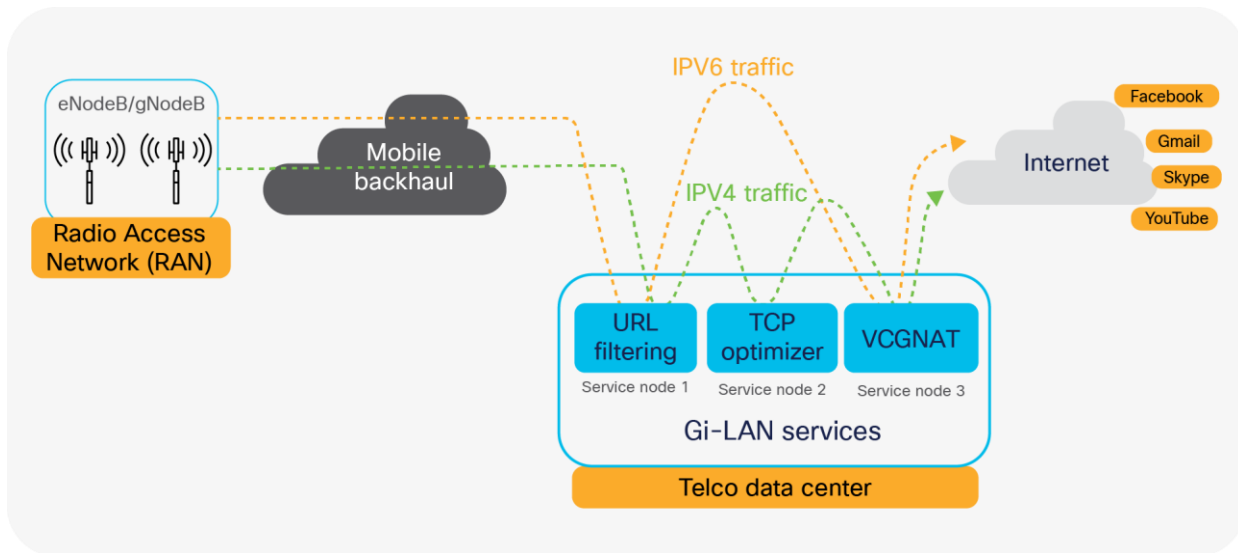 eNodeB/gNodeB
Radio Access
Network (RAN)
Mobile
backhaul
IPV6 traffic
IPV4 traffic
Internet
Facebook
Gmail
Skype
YouTube
URL
filtering
Service node 1
TCP
optimizer
Service node 2
VCGNAT
Service node 3
Gi-LAN services
Telco data center